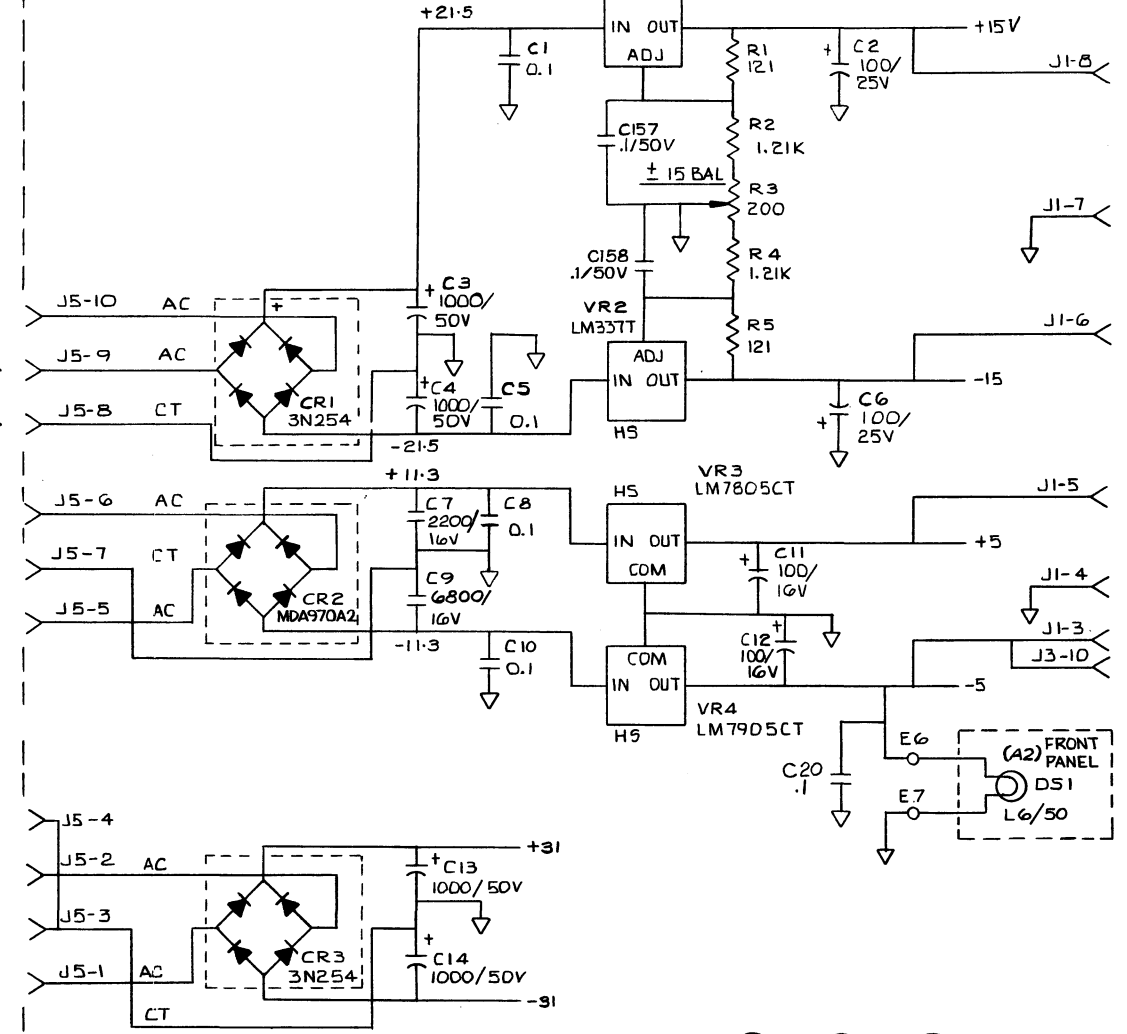 +21.5
IN OUT
ADJ
+15V
C1
0.1
R1
121
+ C2
100/
25V
J1-8
C157
.1/50V
R2
1.21K
± 15 BAL
R3
200
J1-7
C158
.1/50V
R4
1.21K
J5-10 AC
+
+ C3
1000/
50V
VR2
LM337T
R5
121
J1-6
J5-9 AC
ADJ
IN OUT
HS
-15
J5-8 CT
CR1
3N254
+ C4
1000/
50V
C5
0.1
-21.5
+ C6
100/
25V
+11.3
VR3
LM7805CT
HS
J5-6 AC
C7
2200/
16V
C8
0.1
J1-5
IN OUT
COM
+5
J5-7 CT
+ C11
100/
16V
J5-5 AC
CR2
MDA970A2
C9
6800/
16V
J1-4
-11.3
C10
0.1
+
C12
100/
16V
J1-3
J3-10
COM
IN OUT
HS
-5
VR4
LM7905CT
C20
.1
E6
E7
(A2) FRONT
PANEL
DS1
L6/50
J5-4
J5-2 AC
+31
+ C13
1000/50V
J5-3
CR3
3N254
+
C14
1000/50V
J5-1 AC
-31
CT